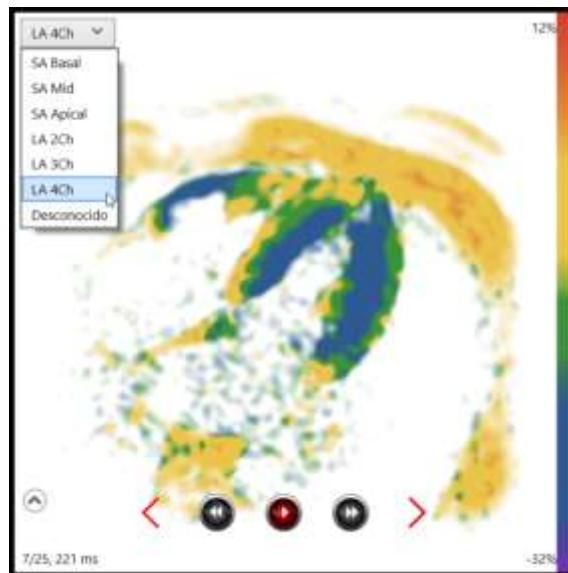 LA 4Ch
12%
SA Basal
SA Mid
SA Apical
LA 2Ch
LA 3Ch
LA 4Ch
Desconocido
7/25, 221 ms
-32%